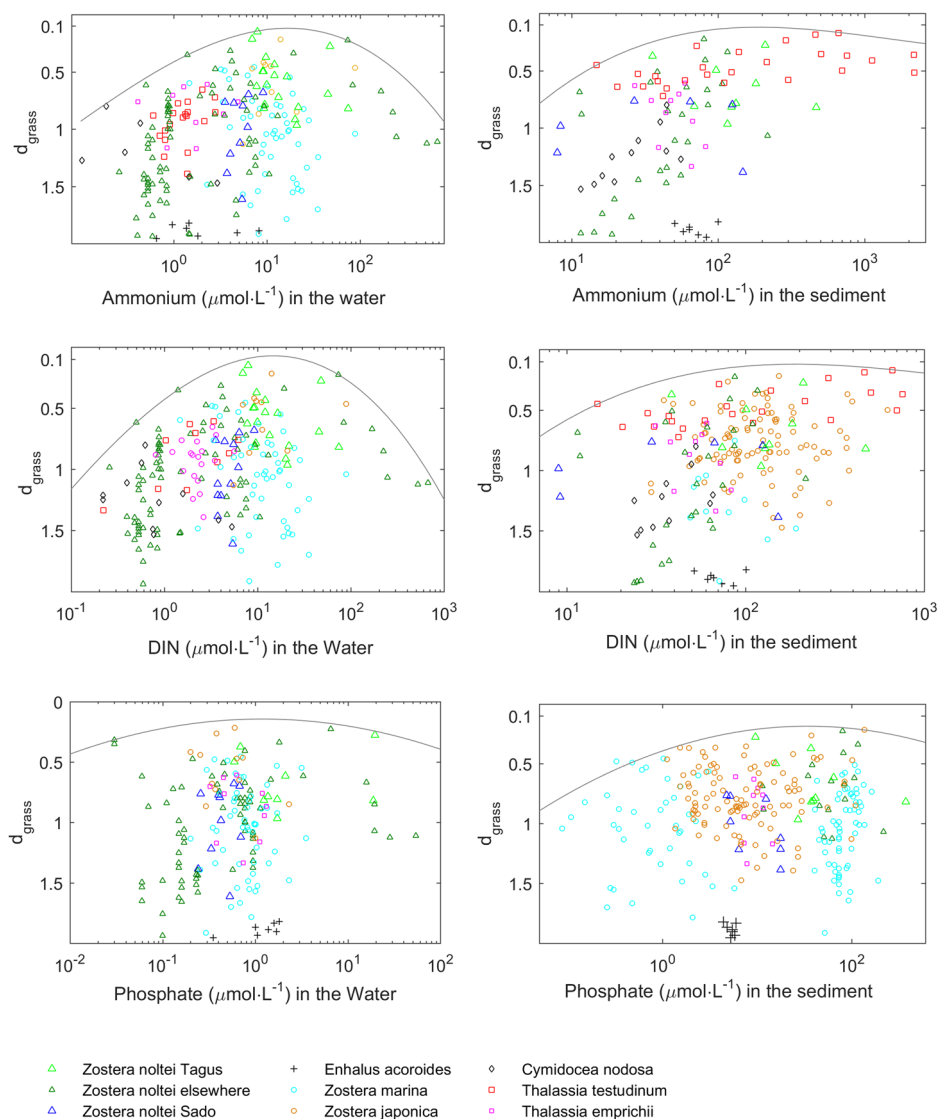 0.1
0.5
1
1.5
d_grass
10^0 10^1 10^2
Ammonium (μmol·L^-1) in the water
0.1
0.5
1
1.5
d_grass
10^1 10^2 10^3
Ammonium (μmol·L^-1) in the sediment
0.1
0.5
1
1.5
d_grass
10^-1 10^0 10^1 10^2 10^3
DIN (μmol·L^-1) in the Water
0.1
0.5
1
1.5
d_grass
10^1 10^2 10^3
DIN (μmol·L^-1) in the sediment
0
0.5
1
1.5
d_grass
10^-2 10^-1 10^0 10^1 10^2
Phosphate (μmol·L^-1) in the Water
0.1
0.5
1
1.5
d_grass
10^0 10^2
Phosphate (μmol·L^-1) in the sediment
Zostera noltei Tagus
Zostera noltei elsewhere
Zostera noltei Sado
Enhalus acoroides
Zostera marina
Zostera japonica
Cymidocea nodosa
Thalassia testudinum
Thalassia emprichii